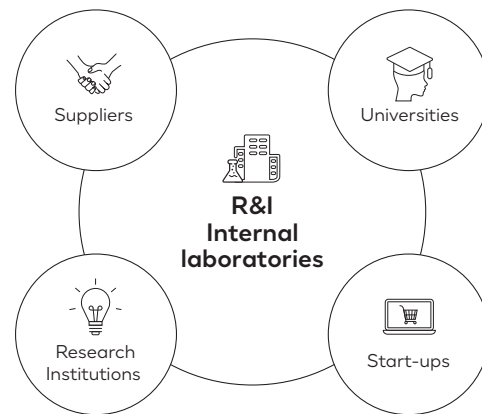 Suppliers
Universities
R&I
Internal
laboratories
Research
Institutions
Start-ups